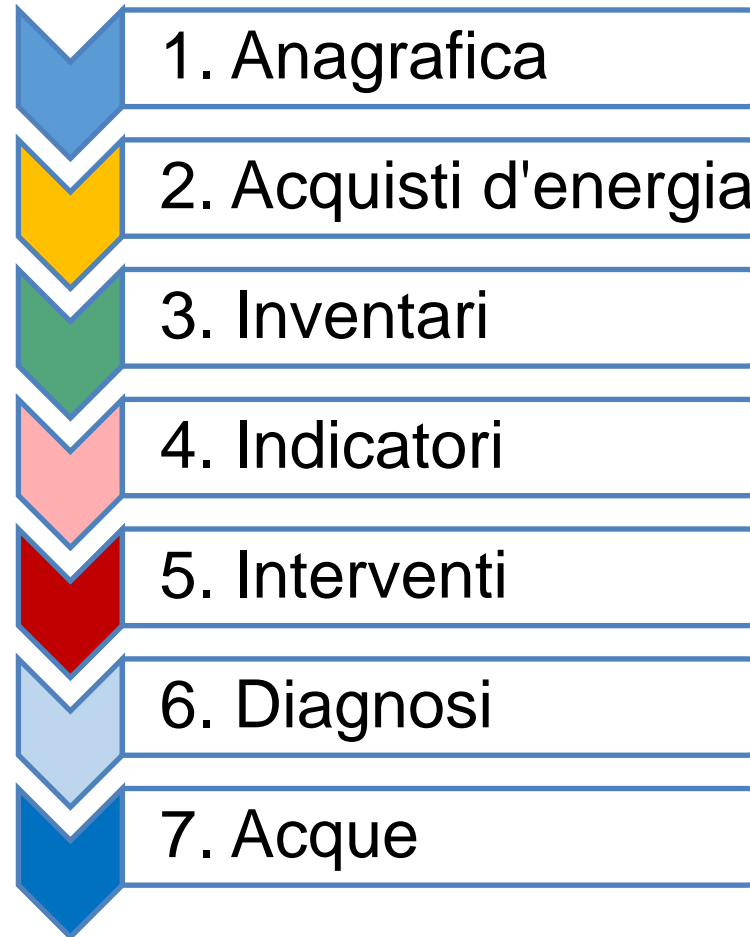 1. Anagrafica
2. Acquisti d'energia
3. Inventari
4. Indicatori
5. Interventi
6. Diagnosi
7. Acque